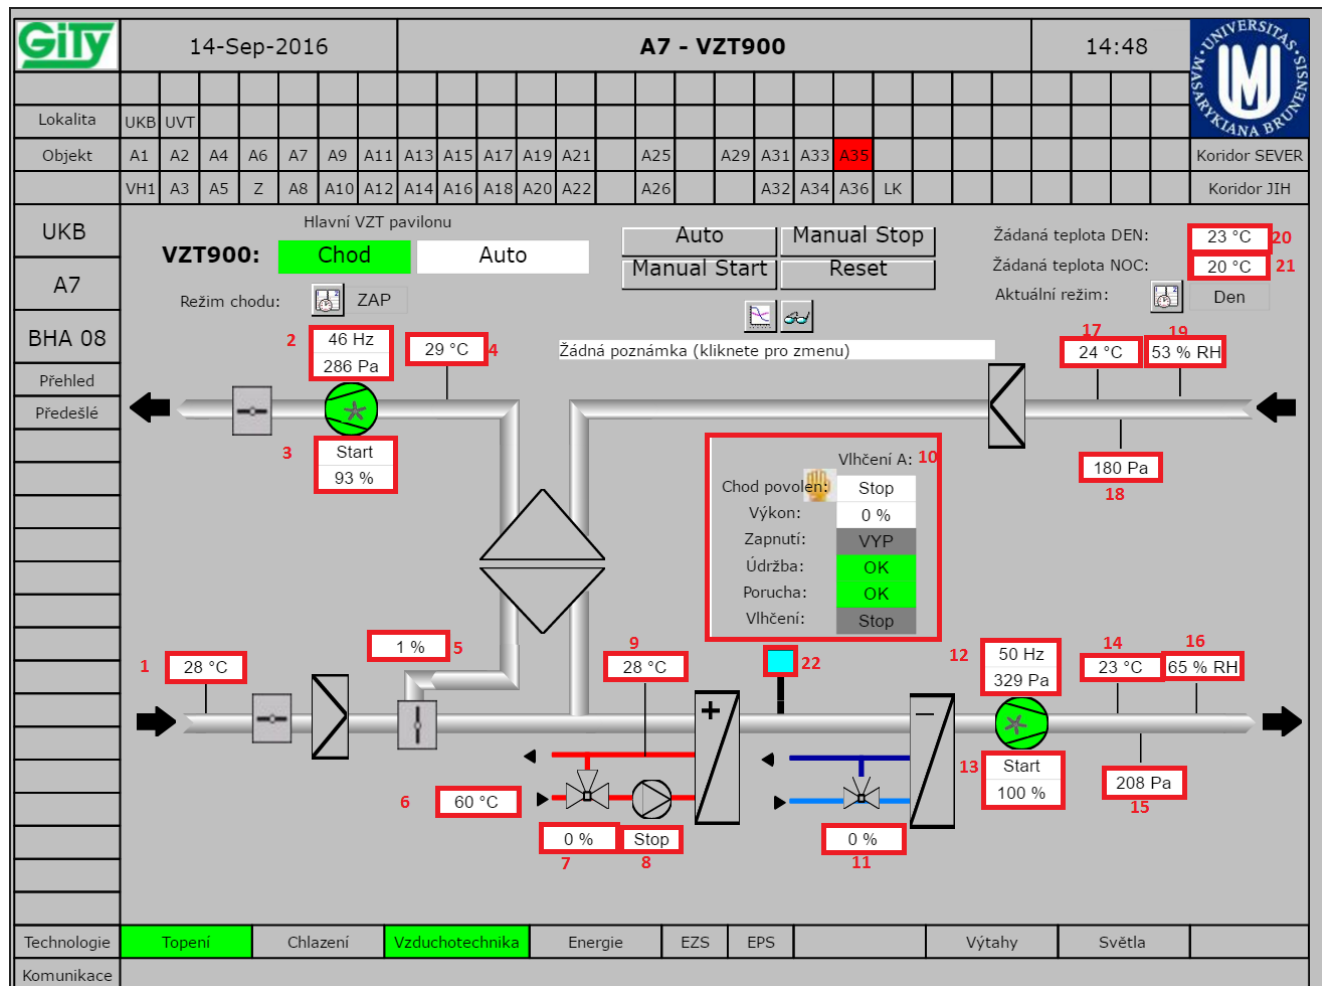 GiTy
14-Sep-2016
A7 - VZT900
14:48
UNIVERSITAS MASARYKIANA BRUNENSIS
Lokalita UKB UVT
Objekt A1 A2 A4 A6 A7 A9 A11 A13 A15 A17 A19 A21 A25 A29 A31 A33 A35 Koridor SEVER
VH1 A3 A5 Z A8 A10 A12 A14 A16 A18 A20 A22 A26 A32 A34 A36 LK Koridor JIH
UKB
A7
BHA 08
Přehled
Předešlé
Hlavní VZT pavilonu
VZT900: Chod Auto
Režim chodu: ZAP
Auto Manual Stop
Manual Start Reset
Žádaná teplota DEN: 23 °C 20
Žádaná teplota NOC: 20 °C 21
Aktuální režim: Den
Žádná poznámka (kliknete pro zmenu)
2 46 Hz
286 Pa
29 °C 4
3 Start
93 %
17 19
24 °C 53 % RH
180 Pa
18
Vlhčení A: 10
Chod povolen: Stop
Výkon: 0 %
Zapnutí: VYP
Údržba: OK
Porucha: OK
Vlhčení: Stop
1 28 °C
1 % 5
9
28 °C
22
12 50 Hz
329 Pa
14 16
23 °C 65 % RH
+
−
6 60 °C
13 Start
100 %
208 Pa
15
0 % Stop
7 8
0 %
11
Technologie Topení Chlazení Vzduchotechnika Energie EZS EPS Výtahy Světla
Komunikace